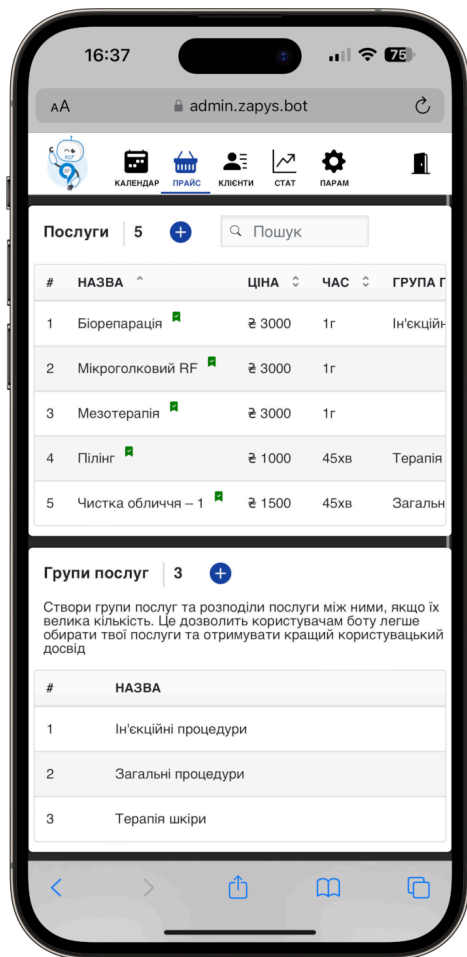 16:37
75
AA admin.zapys.bot
КАЛЕНДАР ПРАЙС КЛІЄНТИ СТАТ ПАРАМ
Послуги 5 Пошук
# НАЗВА ЦІНА ЧАС ГРУПА П
1 Біорепарація ₴ 3000 1г Ін'єкційн
2 Мікроголковий RF ₴ 3000 1г
3 Мезотерапія ₴ 3000 1г
4 Пілінг ₴ 1000 45хв Терапія
5 Чистка обличчя – 1 ₴ 1500 45хв Загальн
Групи послуг 3
Створи групи послуг та розподіли послуги між ними, якщо їх
велика кількість. Це дозволить користувачам боту легше
обирати твої послуги та отримувати кращий користувацький
досвід
# НАЗВА
1 Ін'єкційні процедури
2 Загальні процедури
3 Терапія шкіри